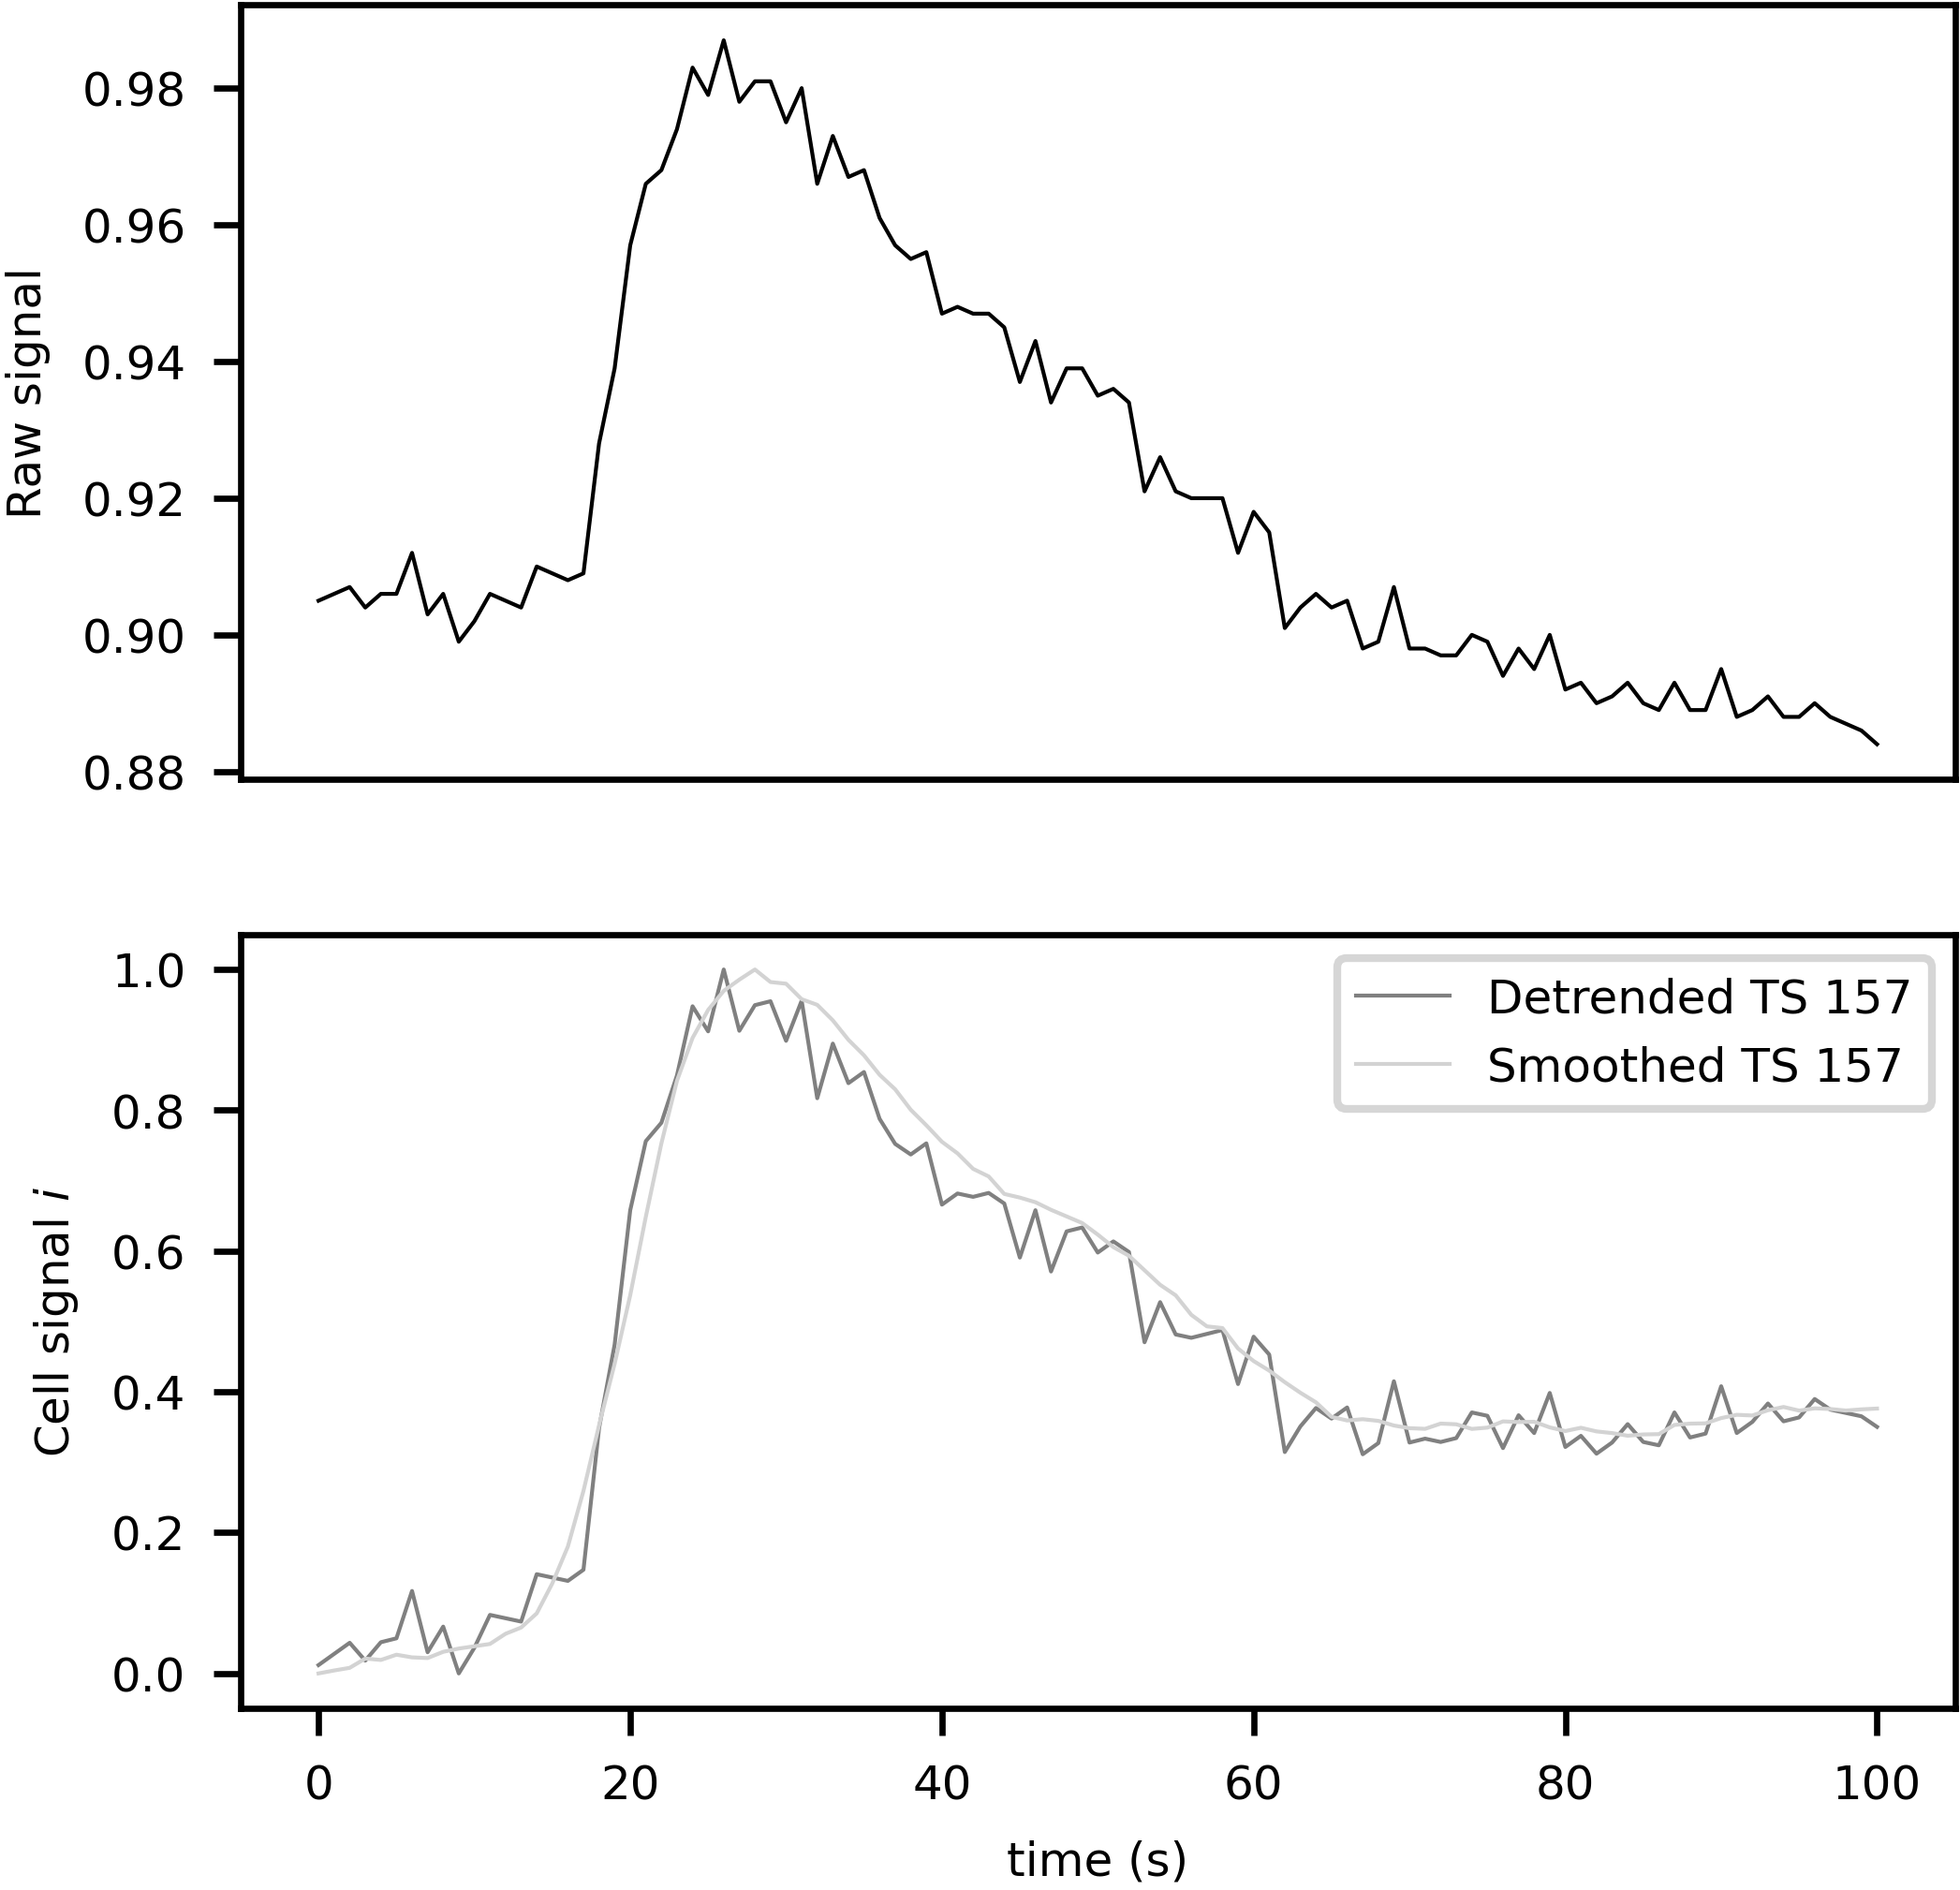 0.98
0.96
0.94
0.92
0.90
0.88
Raw signal
1.0
0.8
0.6
0.4
0.2
0.0
Cell signal i
Detrended TS 157
Smoothed TS 157
0 20 40 60 80 100
time (s)